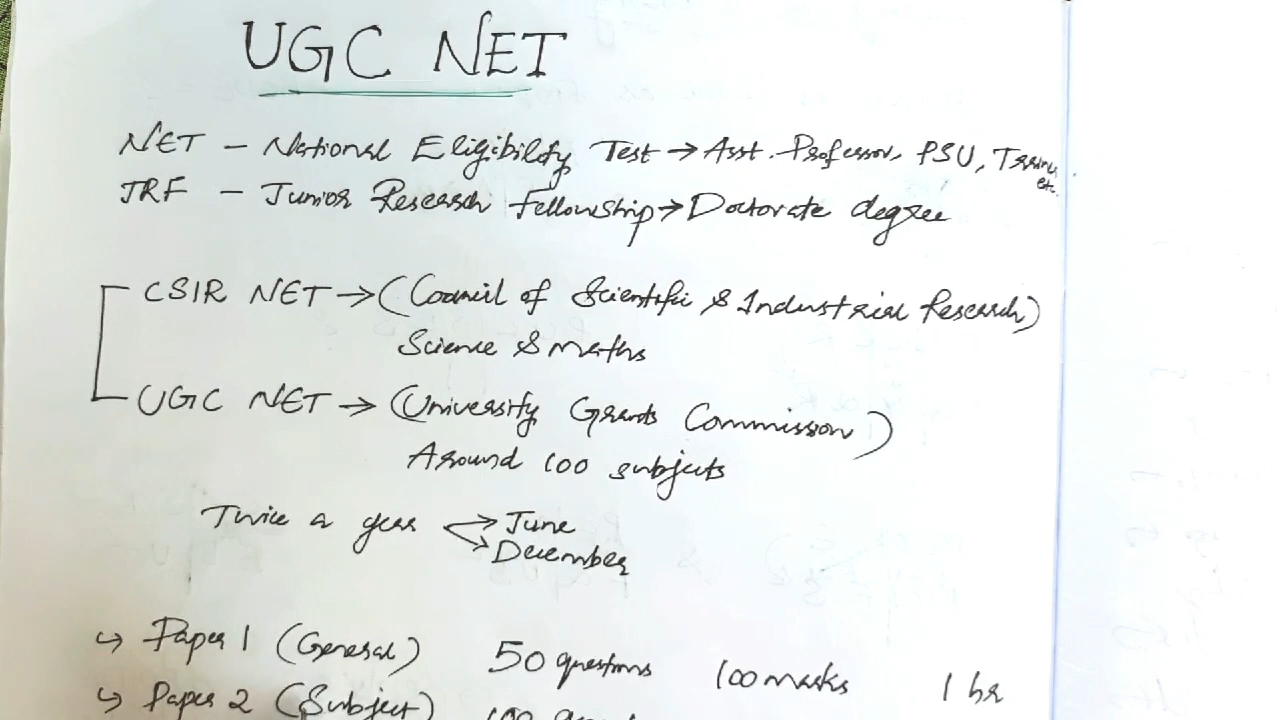 UGC NET
NET - National Eligibility Test → Asst. Professor, PSU,
etc.
JRF - Junior Research Fellowship → Doctorate degree
CSIR NET → (Council of Scientific & Industrial Research)
Science & Maths
UGC NET → (University Grants Commission)
Around 100 subjects
Twice a year → June
→ December
↪ Paper 1 (General) 50 questions 100 marks 1 hr
↪ Paper 2 (Subject) 100